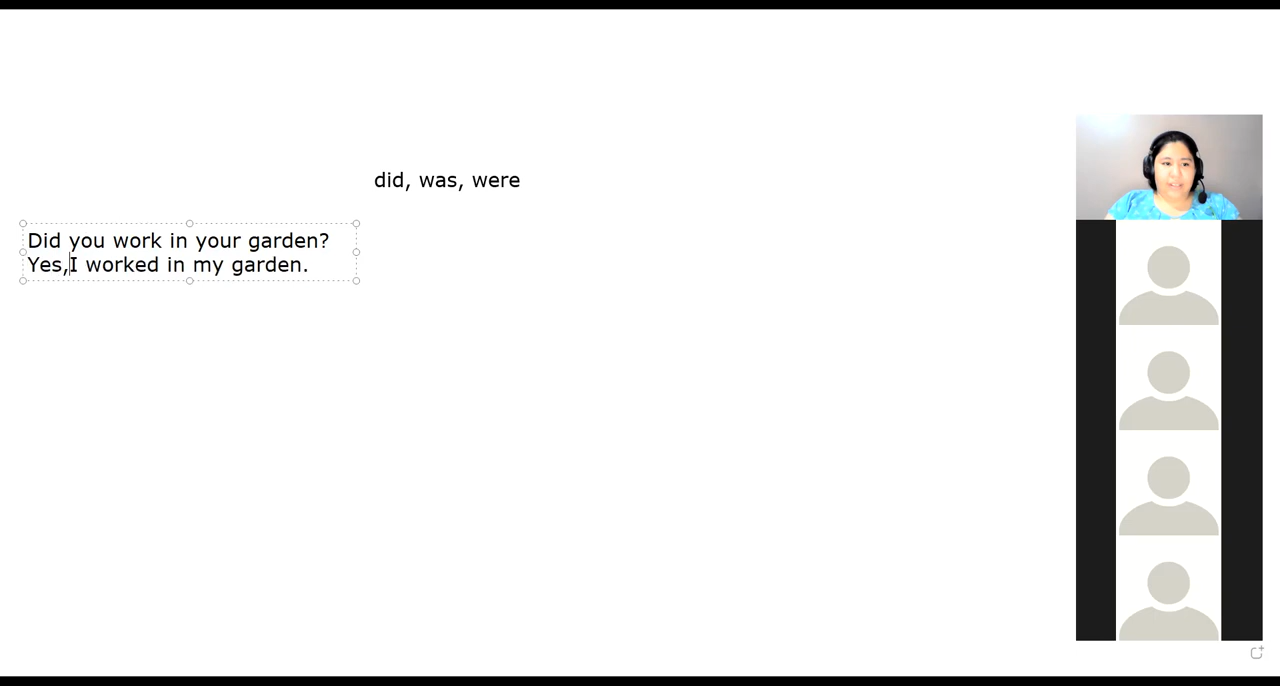 did, was, were
Did you work in your garden?
Yes,I worked in my garden.